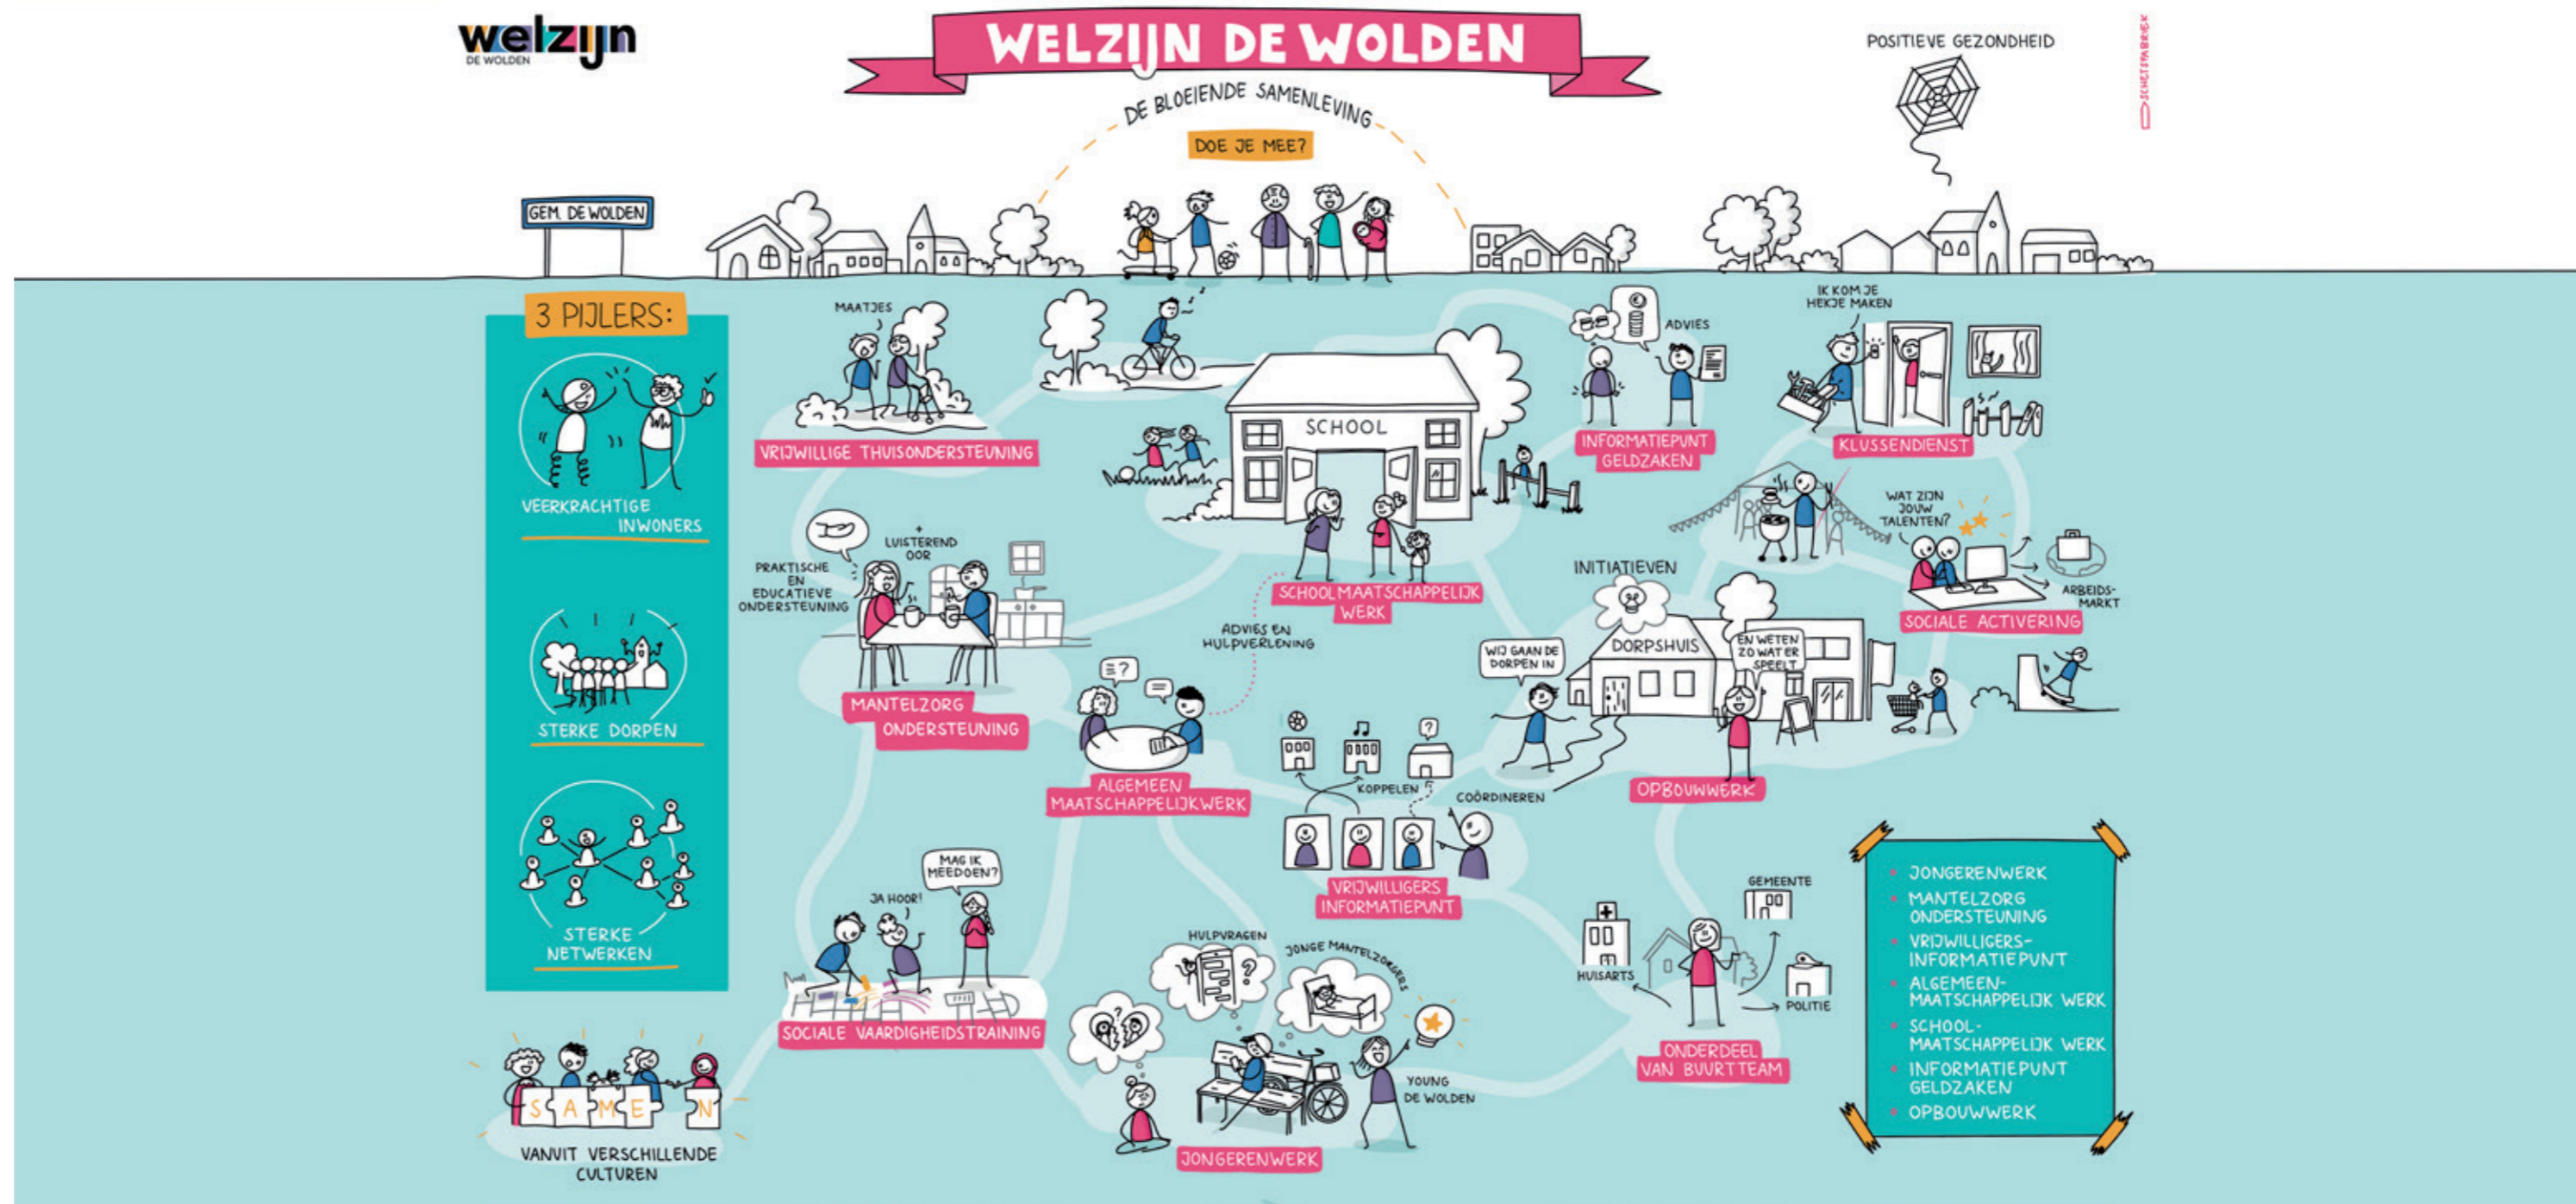 welzijn
DE WOLDEN
WELZIJN DE WOLDEN
DE BLOEIENDE SAMENLEVING
DOE JE MEE?
POSITIEVE GEZONDHEID
SCHETSFABRIEK
GEM. DE WOLDEN
3 PIJLERS:
VEERKRACHTIGE
INWONERS
STERKE DORPEN
STERKE
NETWERKEN
SAMEN
VANUIT VERSCHILLENDE
CULTUREN
MAATJES
VRIJWILLIGE THUISONDERSTEUNING
SCHOOL
SCHOOLMAATSCHAPPELIJK
WERK
ADVIES
INFORMATIEPUNT
GELDZAKEN
IK KOM JE
HEKJE MAKEN
KLUSSENDIENST
WAT ZIJN
JOUW
TALENTEN?
ARBEIDS-
MARKT
SOCIALE ACTIVERING
PRAKTISCHE
EN
EDUCATIEVE
ONDERSTEUNING
+
LUISTEREND
OOR
MANTELZORG
ONDERSTEUNING
ADVIES EN
HULPVERLENING
?
ALGEMEEN
MAATSCHAPPELIJKWERK
INITIATIEVEN
WIJ GAAN DE
DORPEN IN
DORPSHUIS
EN WETEN
ZO WAT ER
SPEELT
OPBOUWWERK
?
KOPPELEN
COÖRDINEREN
VRIJWILLIGERS
INFORMATIEPUNT
MAG IK
MEEDOEN?
JA HOOR!
SOCIALE VAARDIGHEIDSTRAINING
HULPVRAGEN
?
JONGE MANTELZORGERS
?
YOUNG
DE WOLDEN
JONGERENWERK
GEMEENTE
HUISARTS
POLITIE
ONDERDEEL
VAN BUURTTEAM
• JONGERENWERK
• MANTELZORG
ONDERSTEUNING
• VRIJWILLIGERS-
INFORMATIEPUNT
• ALGEMEEN-
MAATSCHAPPELIJK WERK
• SCHOOL-
MAATSCHAPPELIJK WERK
• INFORMATIEPUNT
GELDZAKEN
• OPBOUWWERK